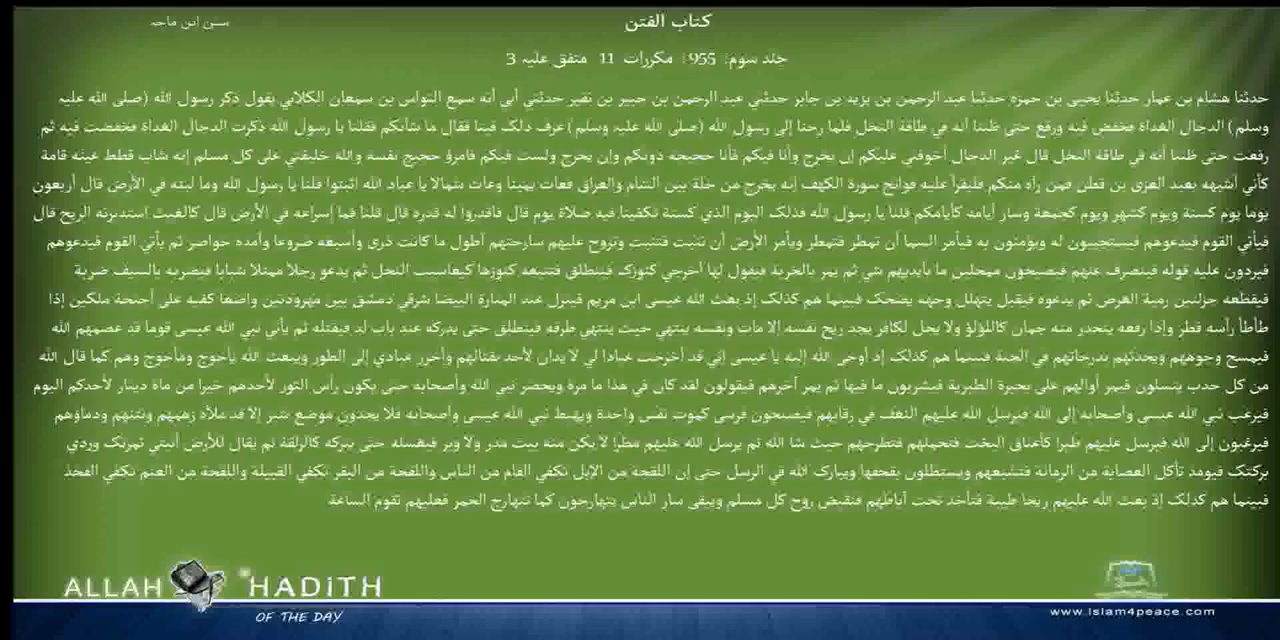 كتاب الفتن
سنن ابن ماجہ
جلد سوم: 1955 مکررات 11 متفق علیہ 3
حدثنا هشام بن عمار حدثنا يحيى بن حمزة حدثنا عبد الرحمن بن يزيد بن جابر حدثني عبد الرحمن بن جبير بن نفير حدثني أبي أنه سمع النواس بن سمعان الكلابي يقول ذكر رسول الله (صلى الله عليه
وسلم) الدجال الغداة فخفض فيه ورفع حتى ظننا أنه في طافة النخل فلما رحنا إلى رسول الله (صلى الله عليه وسلم) عرف ذلك فينا فقال ما شأنكم فقلنا يا رسول الله ذكرت الدجال الغداة فخفضت فيه ثم
رفعت حتى ظننا أنه في طافة النخل قال غير الدجال أخوفني عليكم إن يخرج وأنا فيكم فأنا حجيجه دونكم وإن يخرج ولست فيكم فامرؤ حجيج نفسه والله خليفتي على كل مسلم إنه شاب قطط عينه قامة
كأني أشبهه بعبد العزى بن قطن فمن رآه منكم فليقرأ عليه فواتح سورة الكهف إنه يخرج من خلة بين الشام والعراق فعاث يمينا وعاث شمالا يا عباد الله اثبتوا قلنا يا رسول الله وما لبثه في الأرض قال أربعون
يوما يوم كسنة ويوم كشهر ويوم كجمعة وسار أيامه كأيامكم قلنا يا رسول الله فذلك اليوم الذي كسنة تكفينا فيه صلاة يوم قال فاقدروا له قدره قال قلنا فما إسراعه في الأرض قال كالغيث استدبرته الريح قال
فيأتي القوم فيدعوهم فيستجيبون له ويؤمنون به فيأمر السما أن تمطر فتمطر ويأمر الأرض أن تنبت فتنبت وتروح عليهم سارحتهم أطول ما كانت ذرى وأسبغه ضروعا وأمده خواصر ثم يأتي القوم فيدعوهم
فيردون عليه قوله فينصرف عنهم فيصبحون ممحلين ما بأيديهم شي ثم يمر بالخربة فيقول لها أخرجي كنوزك فينطلق فتتبعه كنوزها كيعاسيب النحل ثم يدعو رجلا ممتلا شبابا فيضربه بالسيف ضربة
فيقطعه جزلتين رمية الغرض ثم يدعوه فيقبل يتهلل وجهه يضحك فبينما هم كذلك إذ بعث الله عيسى ابن مريم فينزل عند المنارة البيضا شرقي دمشق بين مهرودتين واضعا كفيه على أجنحة ملكين إذا
طأطأ رأسه قطر وإذا رفعه ينحدر منه جمان كاللؤلؤ ولا يحل لكافر يجد ريح نفسه إلا مات ونفسه ينتهي حيث ينتهي طرفه فينطلق حتى يدركه عند باب لد فيقتله ثم يأتي نبي الله عيسى قوما قد عصمهم الله
فيمسح وجوههم ويحدثهم بدرجاتهم في الجنة فبينما هم كذلك إذ أوحى الله إليه يا عيسى إني قد أخرجت عبادا لي لا يدان لأحد بقتالهم وأحرز عبادي إلى الطور ويبعث الله يأجوج ومأجوج وهم كما قال الله
من كل حدب ينسلون فيمر أوالهم على بحيرة الطبرية فيشربون ما فيها ثم يمر آخرهم فيقولون لقد كان في هذا ما مرة ويحضر نبي الله وأصحابه حتى يكون رأس الثور لأحدهم خيرا من ماة دينار لأحدكم اليوم
فيرغب نبي الله عيسى وأصحابه إلى الله فيرسل الله عليهم النغف في رقابهم فيصبحون فرسى كموت نفس واحدة ويهبط نبي الله عيسى وأصحابه فلا يجدون موضع شبر إلا قد ملأه زهمهم ونتنهم ودماؤهم
فيرغبون إلى الله فيرسل عليهم طيرا كأعناق البخت فتحملهم فتطرحهم حيث شا الله ثم يرسل الله عليهم مطرا لا يكن منه بيت مدر ولا وبر فيغسله حتى يتركه كالزلقة ثم يقال للأرض أنبتي ثمرتك وردي
بركتك فيومذ تأكل العصابة من الرمانة فتشبعهم ويستظلون بقحفها ويبارك الله في الرسل حتى إن اللقحة من الإبل تكفي الفام من الناس واللقحة من البقر تكفي القبيلة واللقحة من الغنم تكفي الفخذ
فبينما هم كذلك إذ بعث الله عليهم ريحا طيبة فتأخذ تحت آباطهم فتقبض روح كل مسلم ويبقى سار الناس يتهارجون كما تتهارج الحمر فعليهم تقوم الساعة
ALLAH HADITH
OF THE DAY
www.islam4peace.com